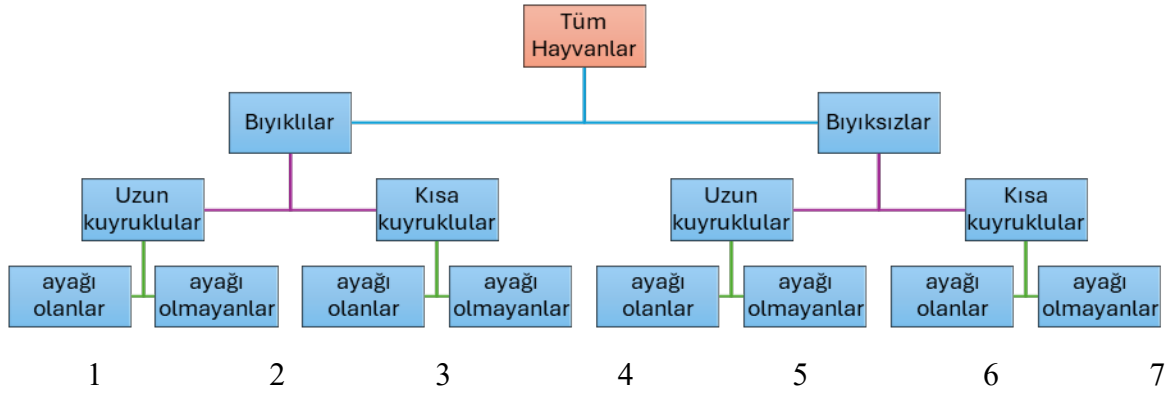 Tüm
Hayvanlar
Bıyıklılar
Bıyıksızlar
Uzun
kuyruklular
Kısa
kuyruklular
Uzun
kuyruklular
Kısa
kuyruklular
ayağı
olanlar
ayağı
olmayanlar
ayağı
olanlar
ayağı
olmayanlar
ayağı
olanlar
ayağı
olmayanlar
ayağı
olanlar
ayağı
olmayanlar
1 2 3 4 5 6 7